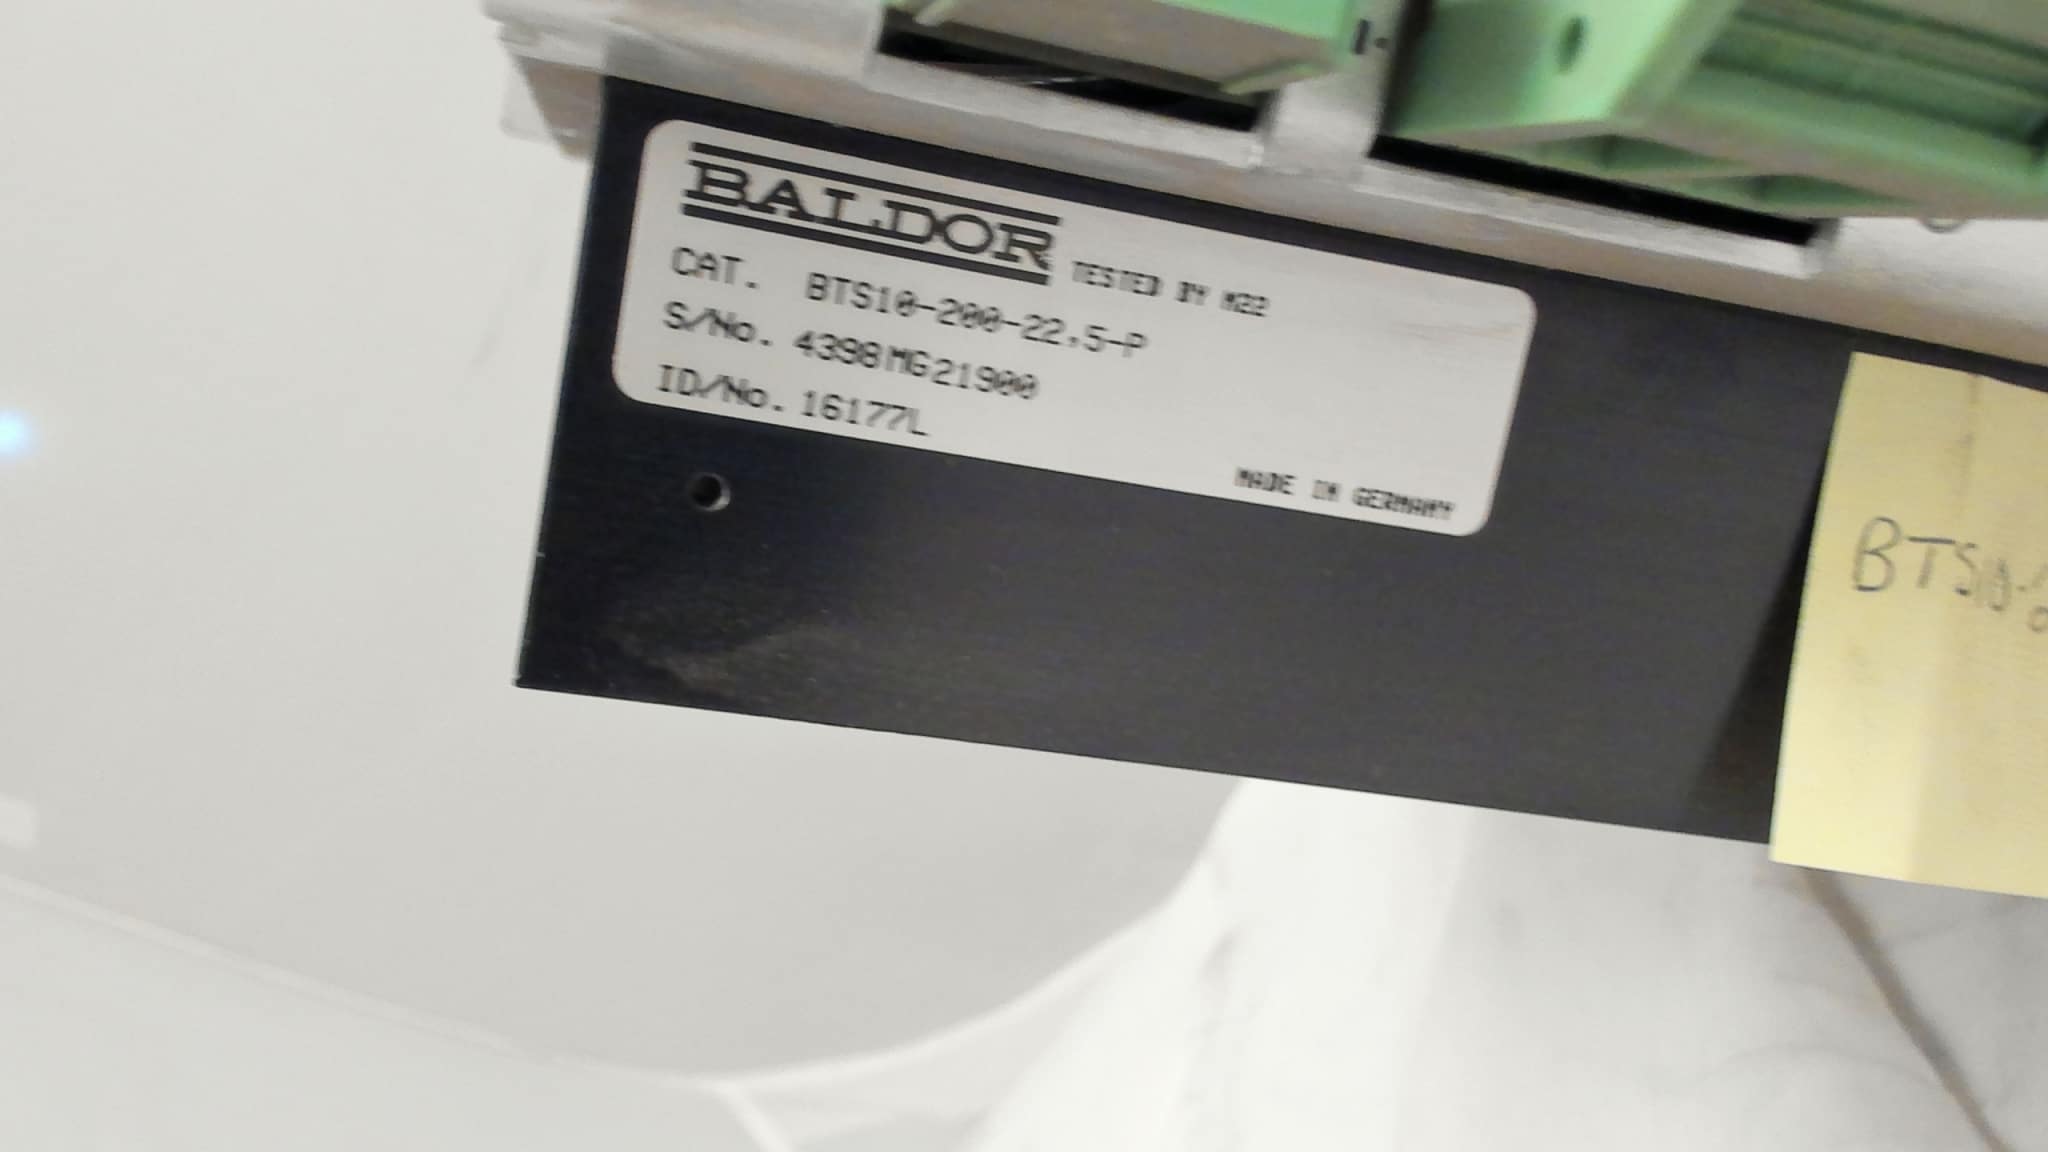 BALDOR TESTED BY M22
CAT. BTS10-200-22,5-P
S/No. 4398MG21900
ID/No. 16177L
MADE IN GERMANY
BTS10-